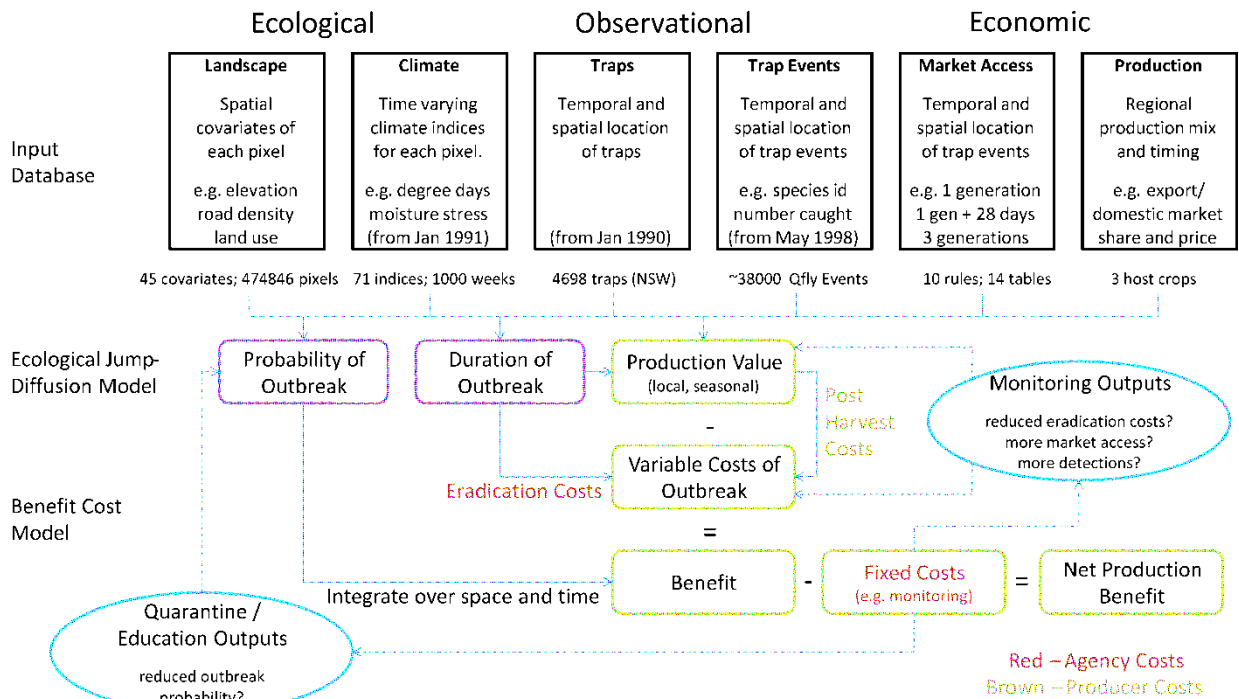 Ecological
Observational
Economic
Input
Database
Landscape
Spatial
covariates of
each pixel
e.g. elevation
road density
land use
Climate
Time varying
climate indices
for each pixel.
e.g. degree days
moisture stress
(from Jan 1991)
Traps
Temporal and
spatial location
of traps
(from Jan 1990)
Trap Events
Temporal and
spatial location
of trap events
e.g. species id
number caught
(from May 1998)
Market Access
Temporal and
spatial location
of trap events
e.g. 1 generation
1 gen + 28 days
3 generations
Production
Regional
production mix
and timing
e.g. export/
domestic market
share and price
45 covariates; 474846 pixels
71 indices; 1000 weeks
4698 traps (NSW)
~38000 Qfly Events
10 rules; 14 tables
3 host crops
Ecological Jump-
Diffusion Model
Probability of
Outbreak
Duration of
Outbreak
Production Value
(local, seasonal)
Post
Harvest
Costs
Monitoring Outputs
reduced eradication costs?
more market access?
more detections?
-
Eradication Costs
Variable Costs of
Outbreak
Benefit Cost
Model
=
Integrate over space and time
Benefit
-
Fixed Costs
(e.g. monitoring)
=
Net Production
Benefit
Quarantine /
Education Outputs
reduced outbreak
probability?
Red – Agency Costs
Brown – Producer Costs